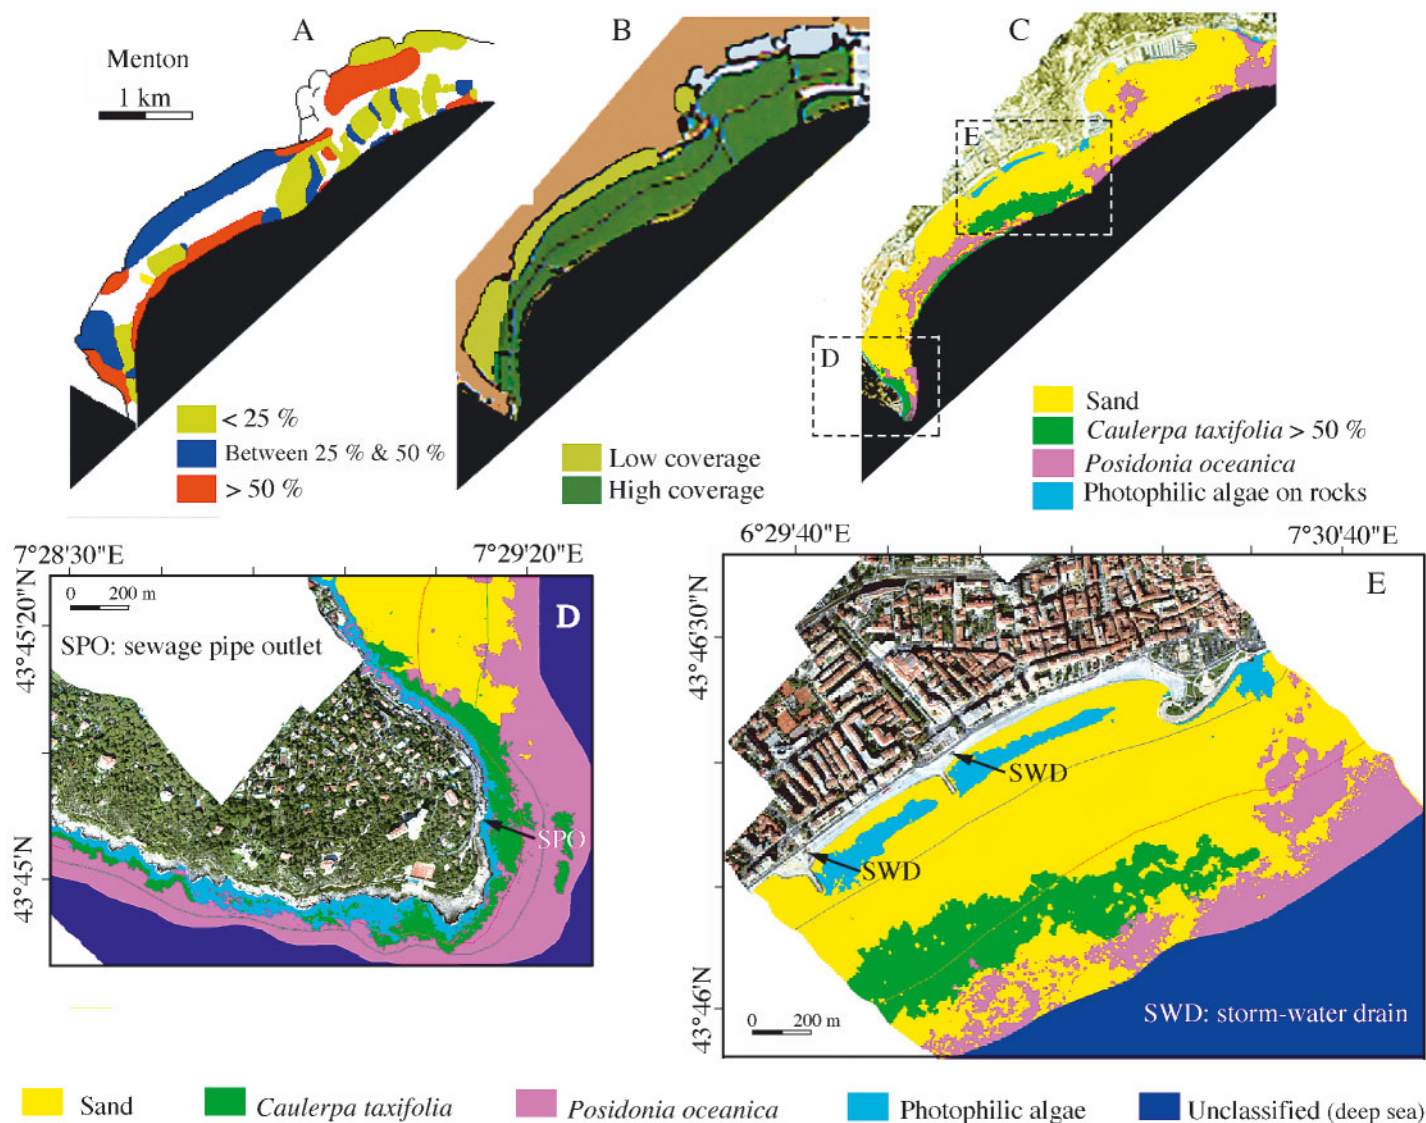 A
B
C
Menton
1 km
E
D
< 25 %
Between 25 % & 50 %
> 50 %
Low coverage
High coverage
Sand
Caulerpa taxifolia > 50 %
Posidonia oceanica
Photophilic algae on rocks
7°28'30"E
7°29'20"E
43°45'20"N
43°45'N
0 200 m
D
SPO: sewage pipe outlet
SPO
6°29'40"E
7°30'40"E
43°46'30"N
43°46'N
E
SWD
SWD
0 200 m
SWD: storm-water drain
Sand
Caulerpa taxifolia
Posidonia oceanica
Photophilic algae
Unclassified (deep sea)